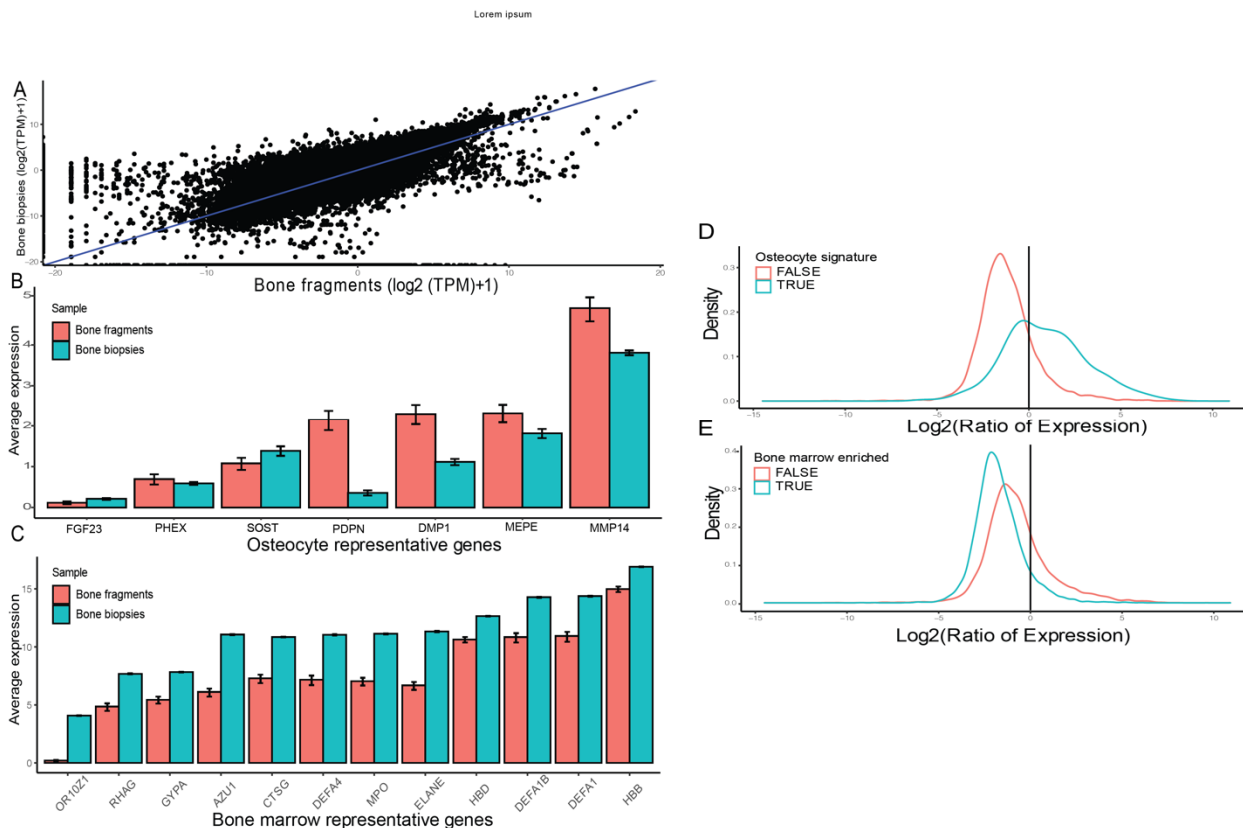 Lorem ipsum
A
Bone biopsies (log2(TPM)+1)
10
0
-10
-20
-20
-10
0
10
20
Bone fragments (log2 (TPM)+1)
B
Average expression
5
4
3
2
1
0
Sample
Bone fragments
Bone biopsies
FGF23
PHEX
SOST
PDPN
DMP1
MEPE
MMP14
Osteocyte representative genes
C
Average expression
15
10
5
0
Sample
Bone fragments
Bone biopsies
OR10Z1
RHAG
GYPA
AZU1
CTSG
DEFA4
MPO
ELANE
HBD
DEFA1B
DEFA1
HBB
Bone marrow representative genes
D
Osteocyte signature
FALSE
TRUE
Density
0.3
0.2
0.1
0.0
-15
-10
-5
0
5
10
Log2(Ratio of Expression)
E
Bone marrow enriched
FALSE
TRUE
Density
0.4
0.3
0.2
0.1
0.0
-15
-10
-5
0
5
10
Log2(Ratio of Expression)